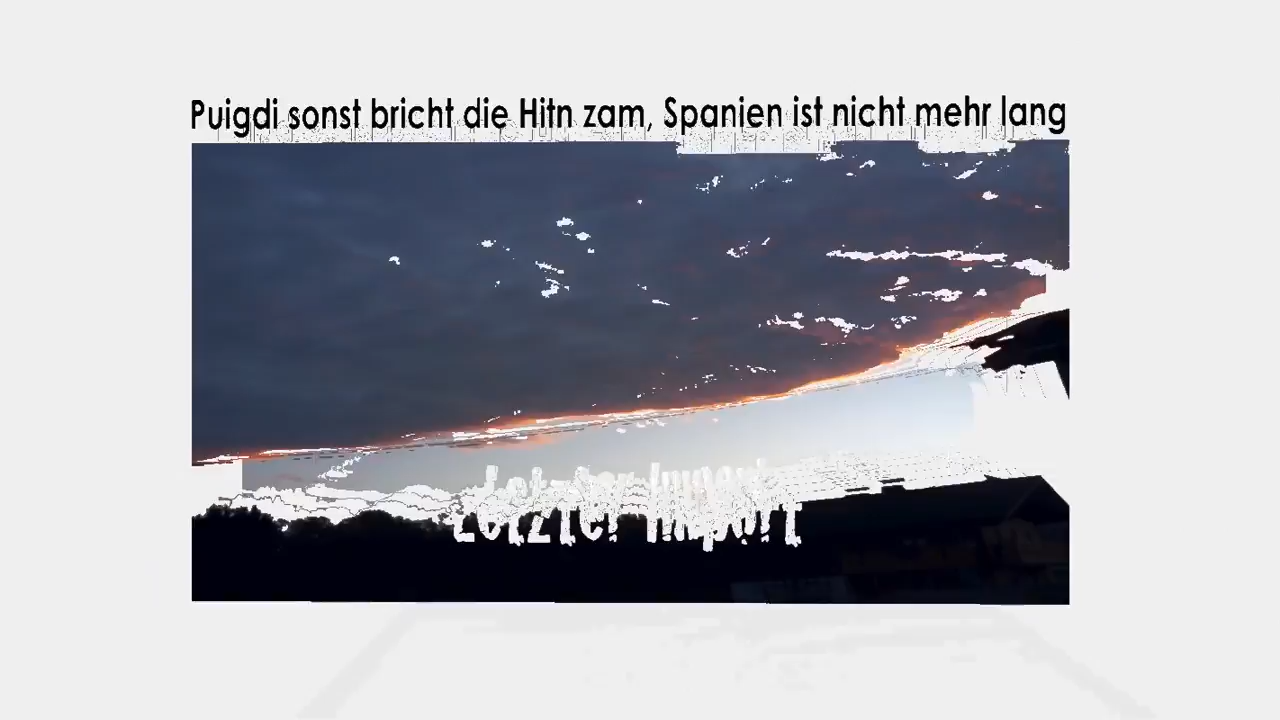 Puigdi sonst bricht die Hitn zam, Spanien ist nicht mehr lang
Letzter Import